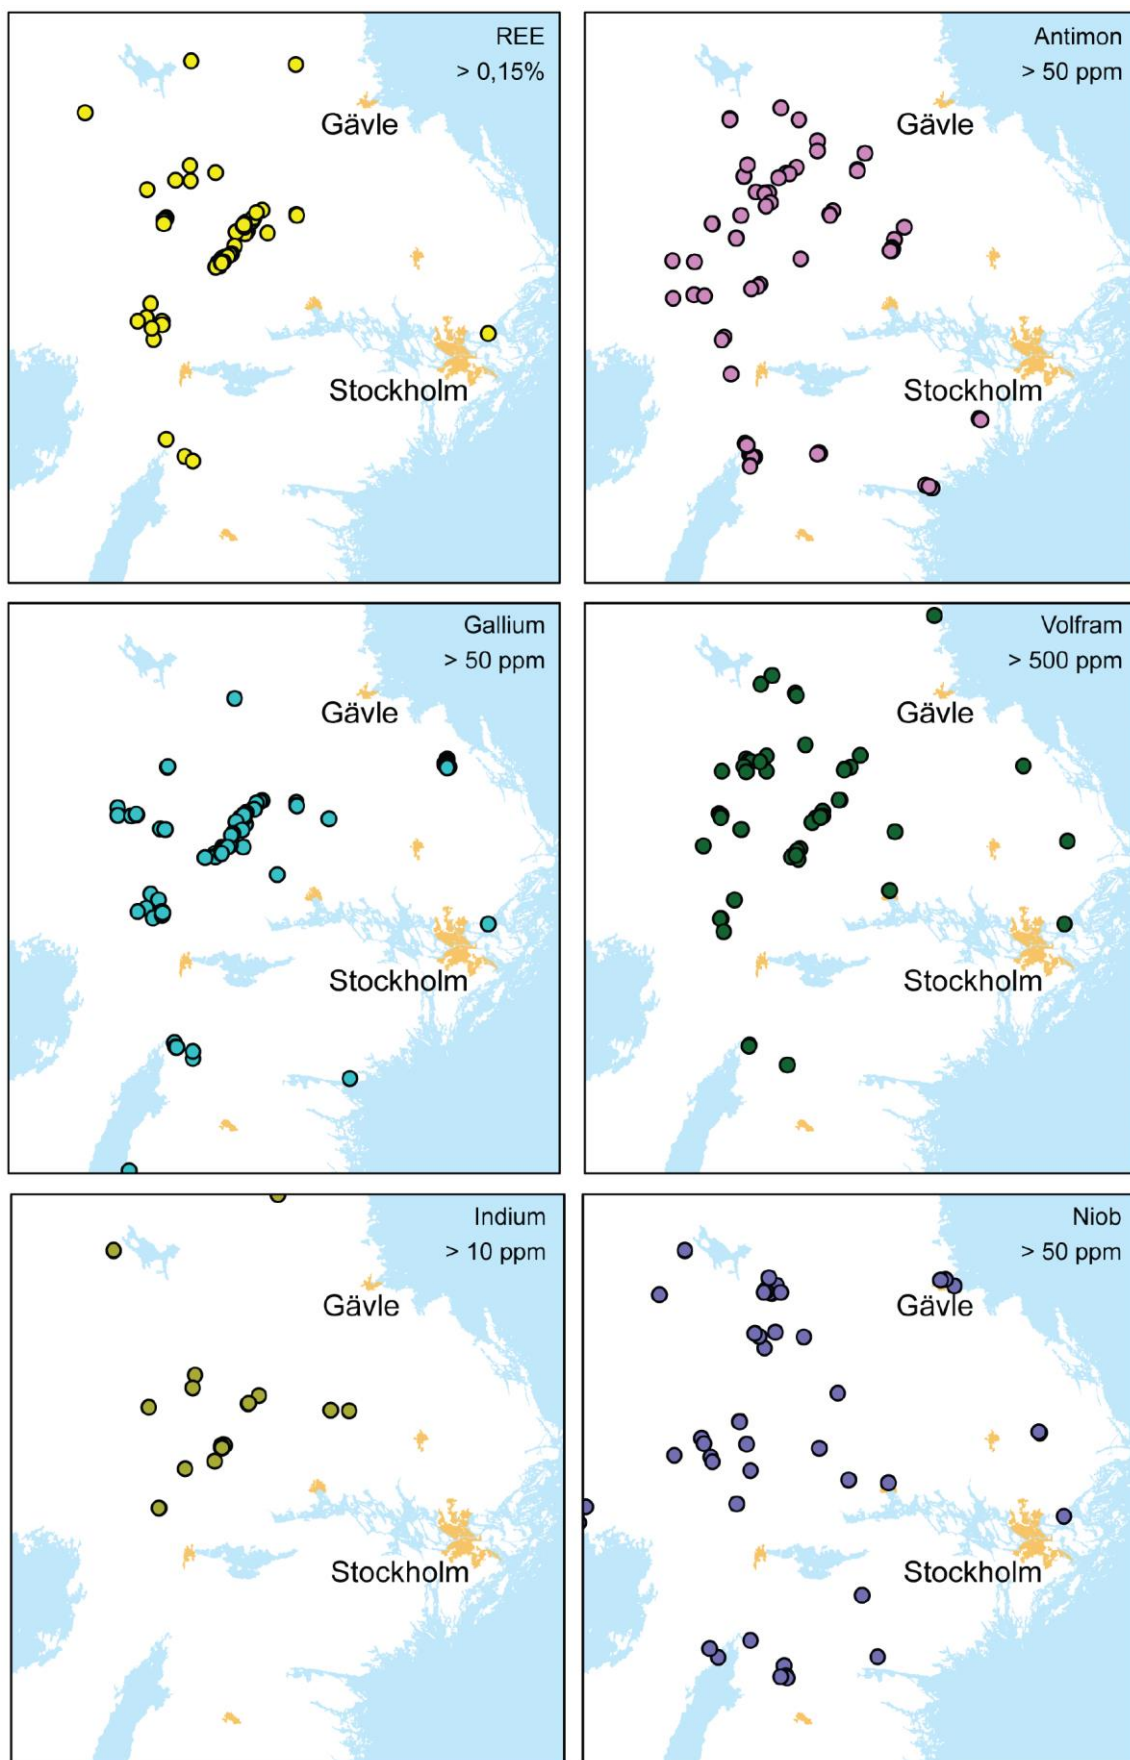 REE
> 0,15%
Gävle
Stockholm
Antimon
> 50 ppm
Gävle
Stockholm
Gallium
> 50 ppm
Gävle
Stockholm
Volfram
> 500 ppm
Gävle
Stockholm
Indium
> 10 ppm
Gävle
Stockholm
Niob
> 50 ppm
Gävle
Stockholm